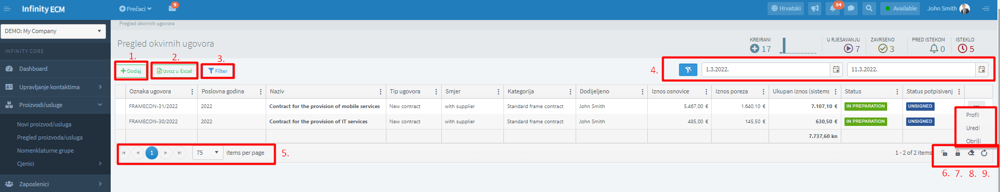 Infinity ECM
Prečaci
9
Hrvatski
54
Available
John Smith
DEMO: My Company
Pregled okvirnih ugovora
INFINITY CORE
Dashboard
Upravljanje kontaktima
Proizvodi/usluge
Novi proizvod/usluga
Pregled proizvoda/usluga
Nomenklaturne grupe
Cjenici
Zaposlenici
Pregled okvirnih ugovora
KREIRANI
17
U RJESAVANJU
7
ZAVRSENO
3
PRED ISTEKOM
0
ISTEKLO
5
1.
2.
3.
4.
Dodaj
Izvoz u Excel
Filter
1.3.2022.
11.3.2022.
Oznaka ugovora Poslovna godina Naziv Tip ugovora Smjer Kategorija Dodijeljeno Iznos osnovice Iznos poreza Ukupan iznos (sistems Status Status potpisivanj
FRAMECON-31/2022 2022 Contract for the provision of mobile services New contract with supplier Standard frame contract John Smith 5.467,00 € 1.640,10 € 7.107,10 € IN PREPARATION UNSIGNED
FRAMECON-30/2022 2022 Contract for the provision of IT services New contract with supplier Standard frame contract John Smith 485,00 € 145,50 € 630,50 € IN PREPARATION UNSIGNED
7.737,60 kn
Profil
Uredi
Obriši
1
75
items per page
5.
1 - 2 of 2 items
6. 7. 8. 9.